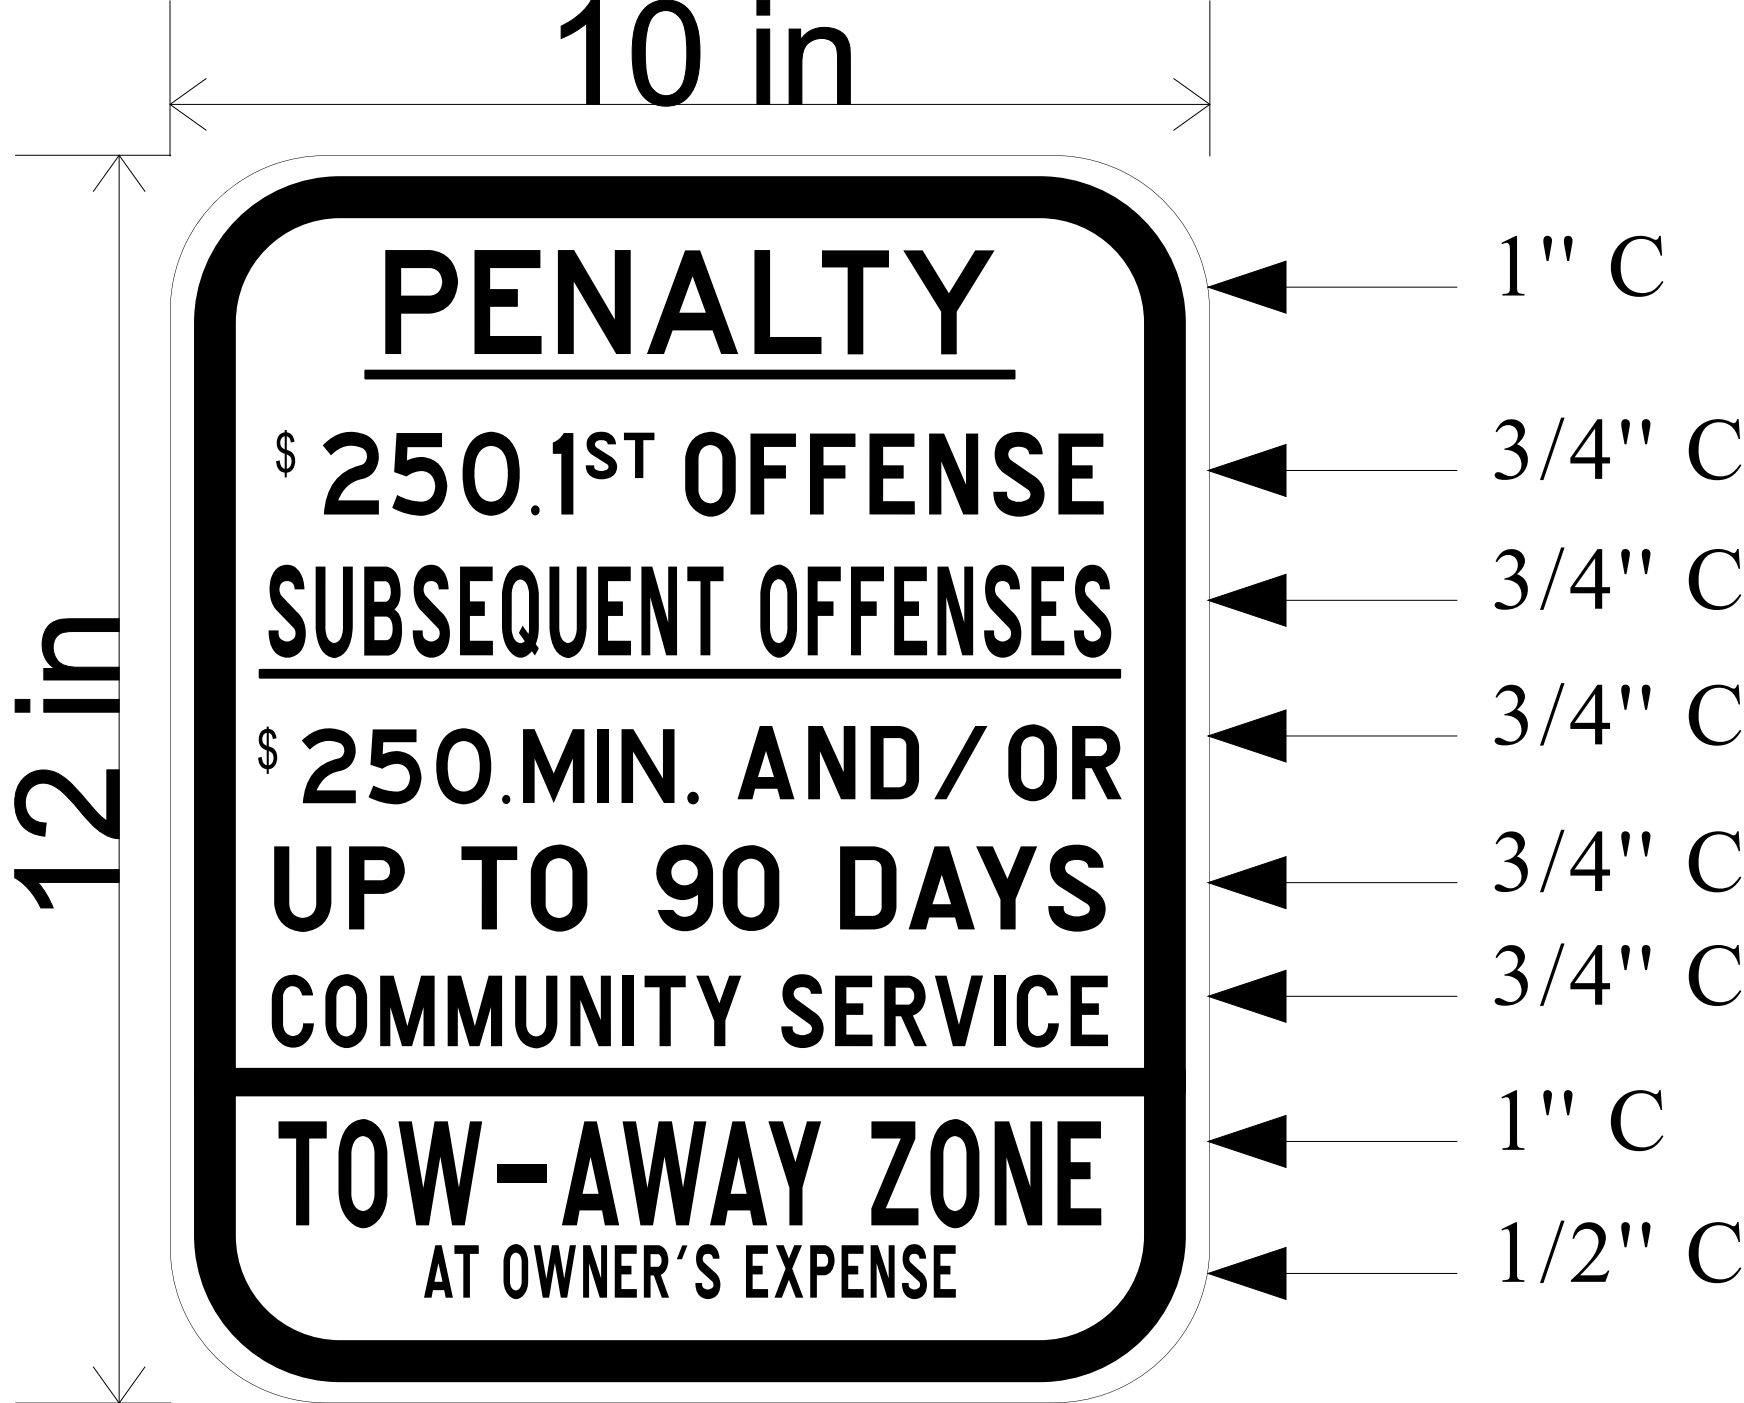 10 in
12 in
PENALTY
1" C
$ 250.1ST OFFENSE
3/4" C
SUBSEQUENT OFFENSES
3/4" C
$ 250.MIN. AND/OR
3/4" C
UP TO 90 DAYS
3/4" C
COMMUNITY SERVICE
3/4" C
TOW-AWAY ZONE
1" C
AT OWNER'S EXPENSE
1/2" C